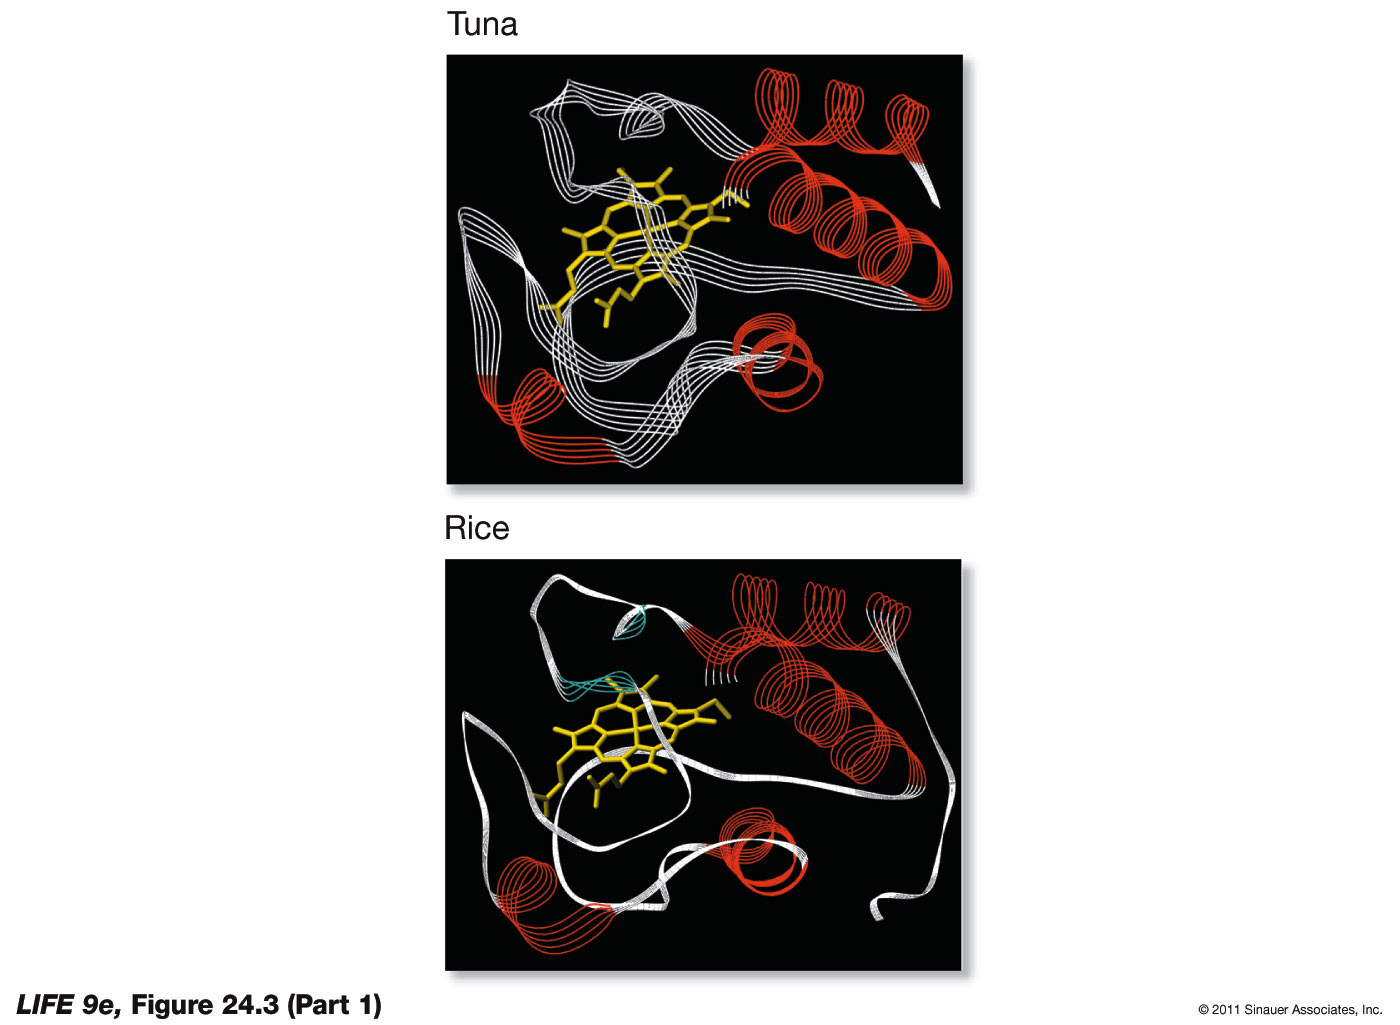 Tuna
Rice
LIFE 9e, Figure 24.3 (Part 1)
© 2011 Sinauer Associates, Inc.